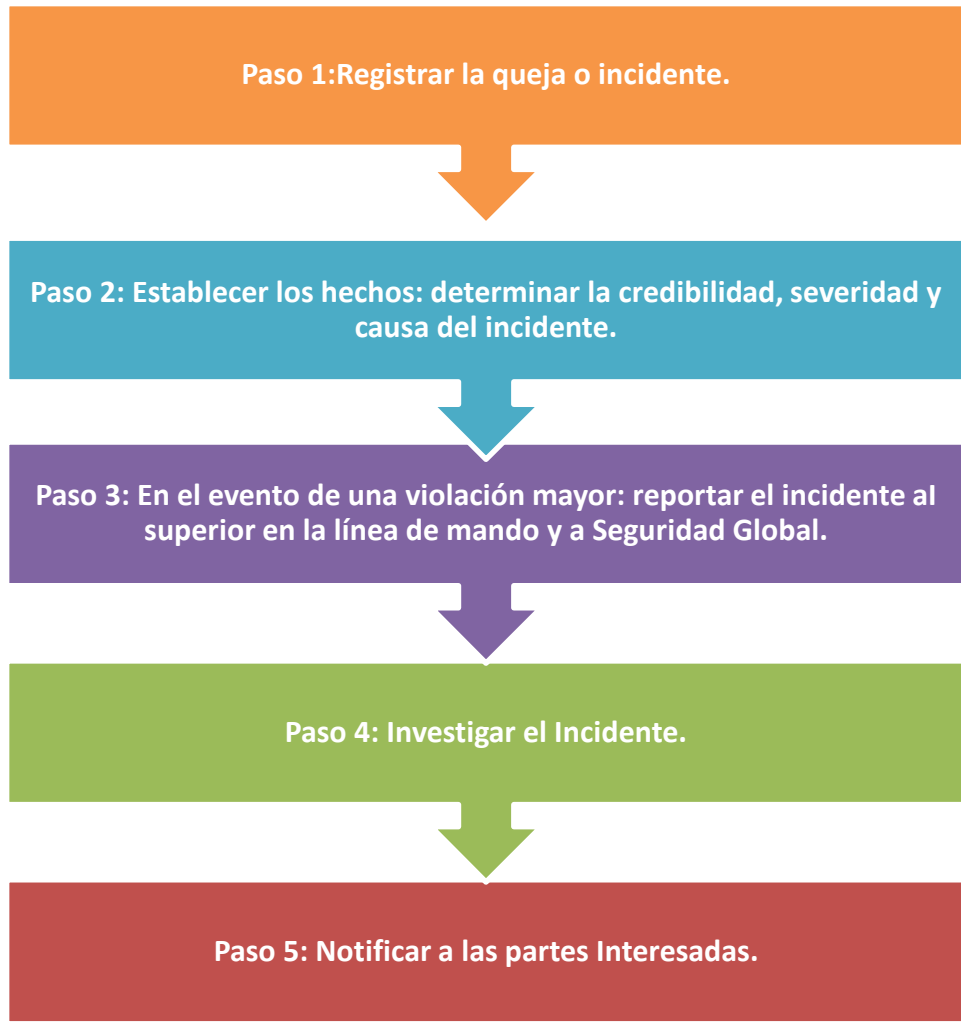 Paso 1:Registrar la queja o incidente.
Paso 2: Establecer los hechos: determinar la credibilidad, severidad y
causa del incidente.
Paso 3: En el evento de una violación mayor: reportar el incidente al
superior en la línea de mando y a Seguridad Global.
Paso 4: Investigar el Incidente.
Paso 5: Notificar a las partes Interesadas.